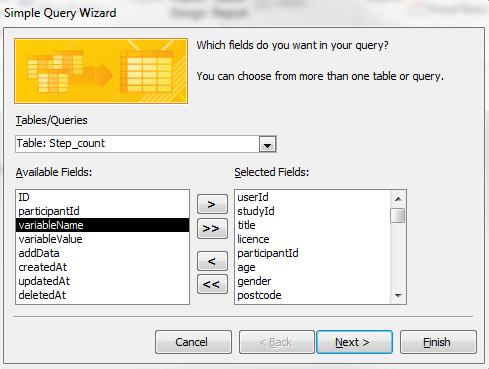 Simple Query Wizard
Which fields do you want in your query?
You can choose from more than one table or query.
Tables/Queries
Table: Step_count
Available Fields:
Selected Fields:
ID
participantId
variableName
variableValue
addData
createdAt
updatedAt
deletedAt
>
>>
<
<<
userId
studyId
title
licence
participantId
age
gender
postcode
Cancel
< Back
Next >
Finish